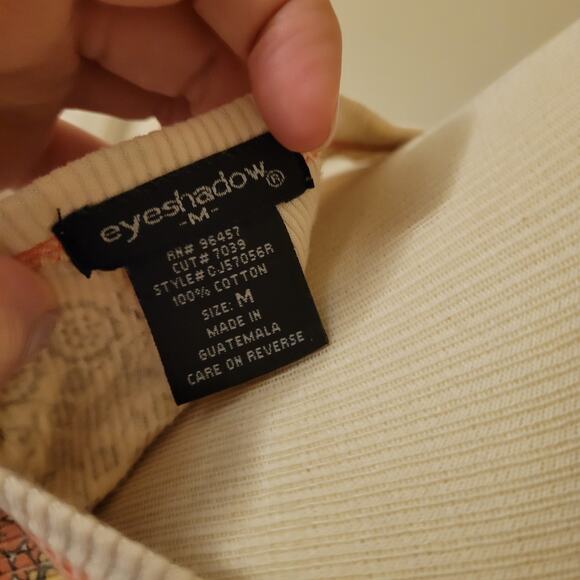 eyeshadow®
-M-
RN# 96457
CUT# 7039
STYLE# CJ57056R
100% COTTON
SIZE: M
MADE IN
GUATEMALA
CARE ON REVERSE